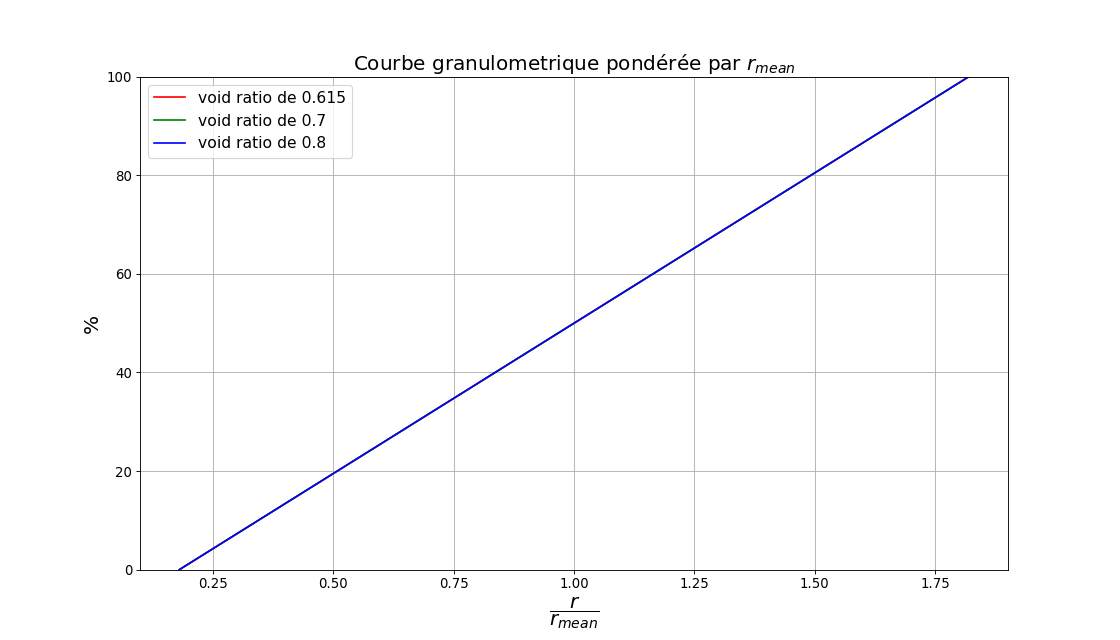 Courbe granulometrique pondérée par r_mean
void ratio de 0.615
void ratio de 0.7
void ratio de 0.8
100
80
60
40
20
0
%
0.25 0.50 0.75 1.00 1.25 1.50 1.75
r
r_mean